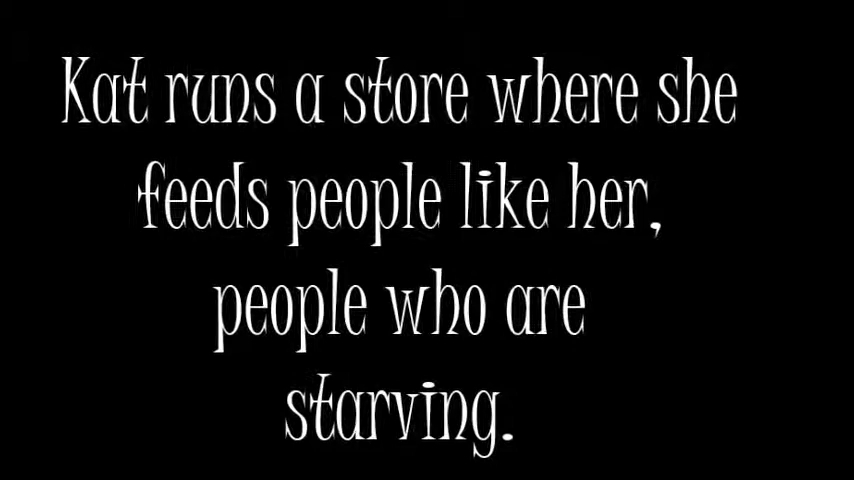 Kat runs a store where she
feeds people like her,
people who are
starving.